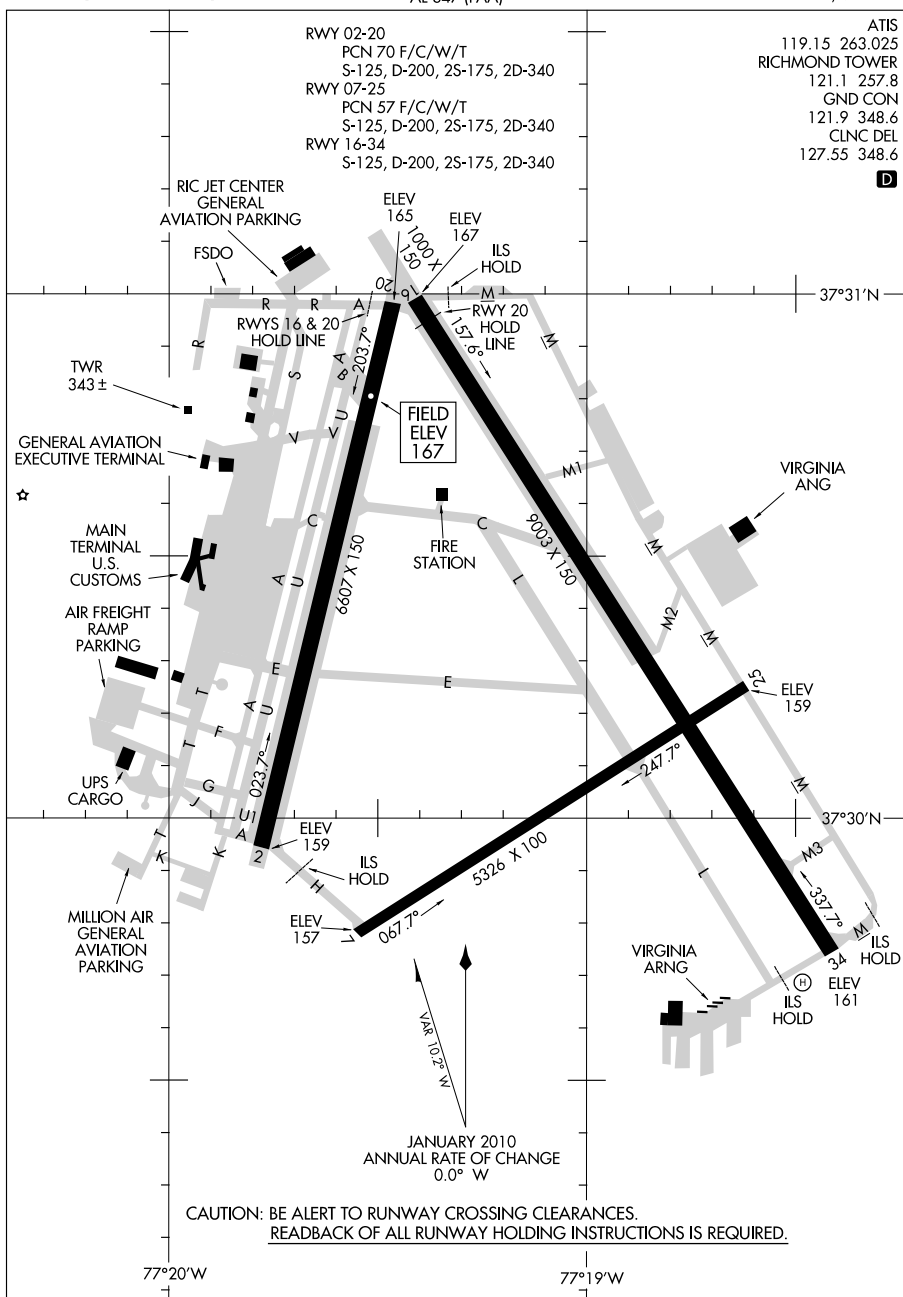 AL-347 (FAA)
RWY 02-20
PCN 70 F/C/W/T
S-125, D-200, 2S-175, 2D-340
RWY 07-25
PCN 57 F/C/W/T
S-125, D-200, 2S-175, 2D-340
RWY 16-34
S-125, D-200, 2S-175, 2D-340
ATIS
119.15 263.025
RICHMOND TOWER
121.1 257.8
GND CON
121.9 348.6
CLNC DEL
127.55 348.6
D
RIC JET CENTER
GENERAL
AVIATION PARKING
FSDO
ELEV
165
1000 X
150
ELEV
167
ILS
HOLD
37°31'N
R
R
A
20
16
M
RWYS 16 & 20
HOLD LINE
RWY 20
HOLD
LINE
203.7°
157.6°
R
S
A
B
M
TWR
343±
U
V
V
FIELD
ELEV
167
GENERAL AVIATION
EXECUTIVE TERMINAL
M1
VIRGINIA
ANG
C
C
FIRE
STATION
9003 X 150
M
MAIN
TERMINAL
U.S.
CUSTOMS
A
U
6607 X 150
L
M2
AIR FREIGHT
RAMP
PARKING
M
E
E
T
A
U
25
ELEV
159
T
F
023.7°
247.7°
UPS
CARGO
G
J
U1
M
37°30'N
T
K
K
A
2
ELEV
159
ILS
HOLD
H
5326 X 100
L
M3
MILLION AIR
GENERAL
AVIATION
PARKING
ELEV
157
7
067.7°
337.7°
M
ILS
HOLD
34
ELEV
161
VIRGINIA
ARNG
H
ILS
HOLD
VAR 10.2° W
JANUARY 2010
ANNUAL RATE OF CHANGE
0.0° W
CAUTION: BE ALERT TO RUNWAY CROSSING CLEARANCES.
READBACK OF ALL RUNWAY HOLDING INSTRUCTIONS IS REQUIRED.
77°20'W
77°19'W